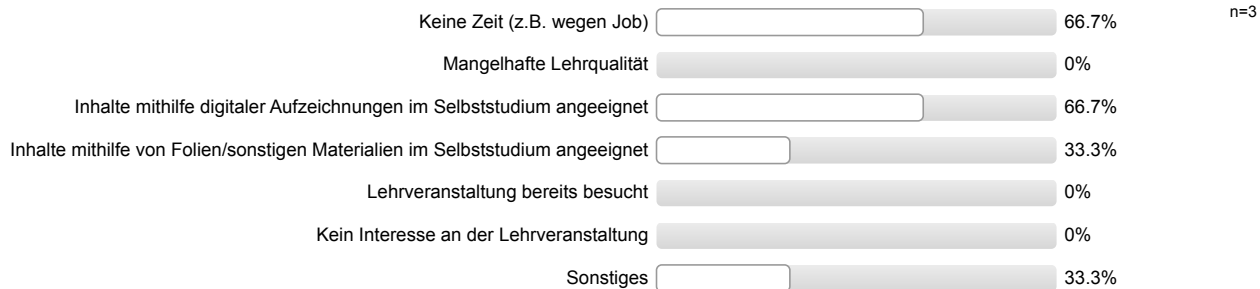 Keine Zeit (z.B. wegen Job) 66.7% n=3
Mangelhafte Lehrqualität 0%
Inhalte mithilfe digitaler Aufzeichnungen im Selbststudium angeeignet 66.7%
Inhalte mithilfe von Folien/sonstigen Materialien im Selbststudium angeeignet 33.3%
Lehrveranstaltung bereits besucht 0%
Kein Interesse an der Lehrveranstaltung 0%
Sonstiges 33.3%